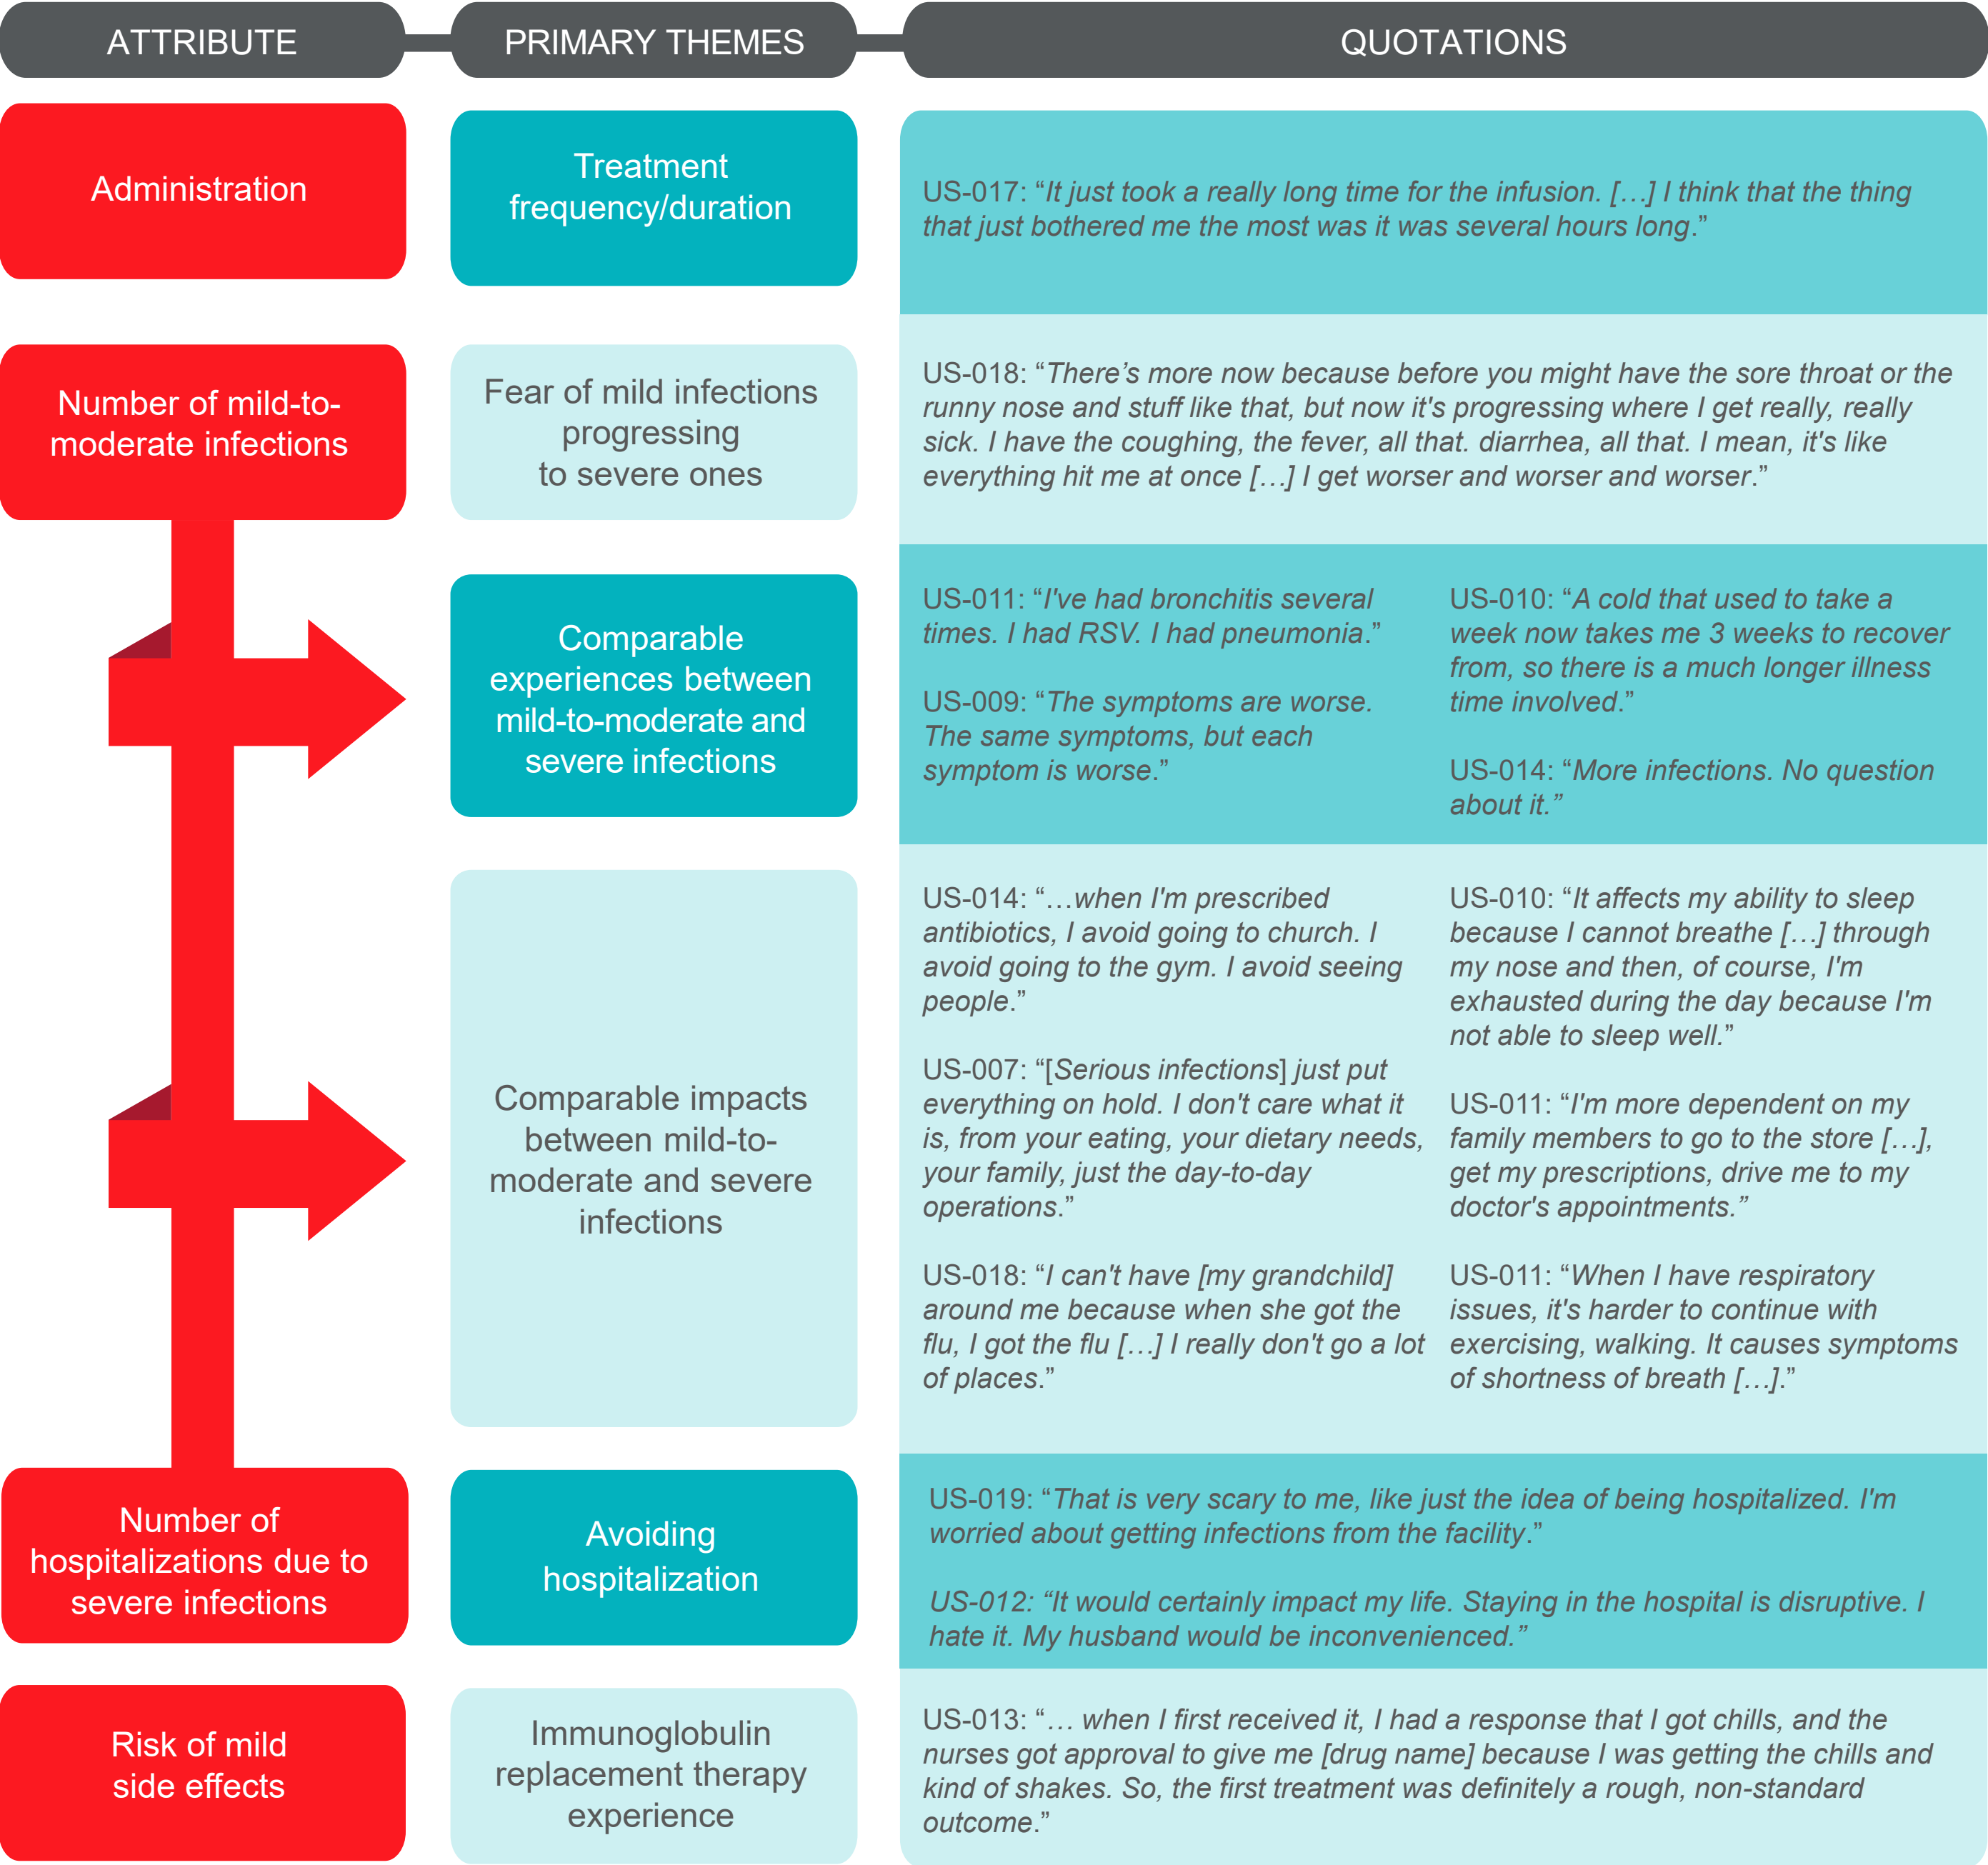 ATTRIBUTE
PRIMARY THEMES
QUOTATIONS
Administration
Treatment
frequency/duration
US-017: “It just took a really long time for the infusion. […] I think that the thing
that just bothered me the most was it was several hours long.”
Number of mild-to-
moderate infections
Fear of mild infections
progressing
to severe ones
US-018: “There’s more now because before you might have the sore throat or the
runny nose and stuff like that, but now it's progressing where I get really, really
sick. I have the coughing, the fever, all that. diarrhea, all that. I mean, it's like
everything hit me at once […] I get worser and worser and worser.”
Comparable
experiences between
mild-to-moderate and
severe infections
US-011: “I've had bronchitis several
times. I had RSV. I had pneumonia.”
US-009: “The symptoms are worse.
The same symptoms, but each
symptom is worse.”
US-010: “A cold that used to take a
week now takes me 3 weeks to recover
from, so there is a much longer illness
time involved.”
US-014: “More infections. No question
about it.”
Comparable impacts
between mild-to-
moderate and severe
infections
US-014: “…when I'm prescribed
antibiotics, I avoid going to church. I
avoid going to the gym. I avoid seeing
people.”
US-007: “[Serious infections] just put
everything on hold. I don't care what it
is, from your eating, your dietary needs,
your family, just the day-to-day
operations.”
US-018: “I can't have [my grandchild]
around me because when she got the
flu, I got the flu […] I really don't go a lot
of places.”
US-010: “It affects my ability to sleep
because I cannot breathe […] through
my nose and then, of course, I'm
exhausted during the day because I'm
not able to sleep well.”
US-011: “I'm more dependent on my
family members to go to the store […],
get my prescriptions, drive me to my
doctor's appointments.”
US-011: “When I have respiratory
issues, it's harder to continue with
exercising, walking. It causes symptoms
of shortness of breath […].”
Number of
hospitalizations due to
severe infections
Avoiding
hospitalization
US-019: “That is very scary to me, like just the idea of being hospitalized. I'm
worried about getting infections from the facility.”
US-012: “It would certainly impact my life. Staying in the hospital is disruptive. I
hate it. My husband would be inconvenienced.”
Risk of mild
side effects
Immunoglobulin
replacement therapy
experience
US-013: “… when I first received it, I had a response that I got chills, and the
nurses got approval to give me [drug name] because I was getting the chills and
kind of shakes. So, the first treatment was definitely a rough, non-standard
outcome.”